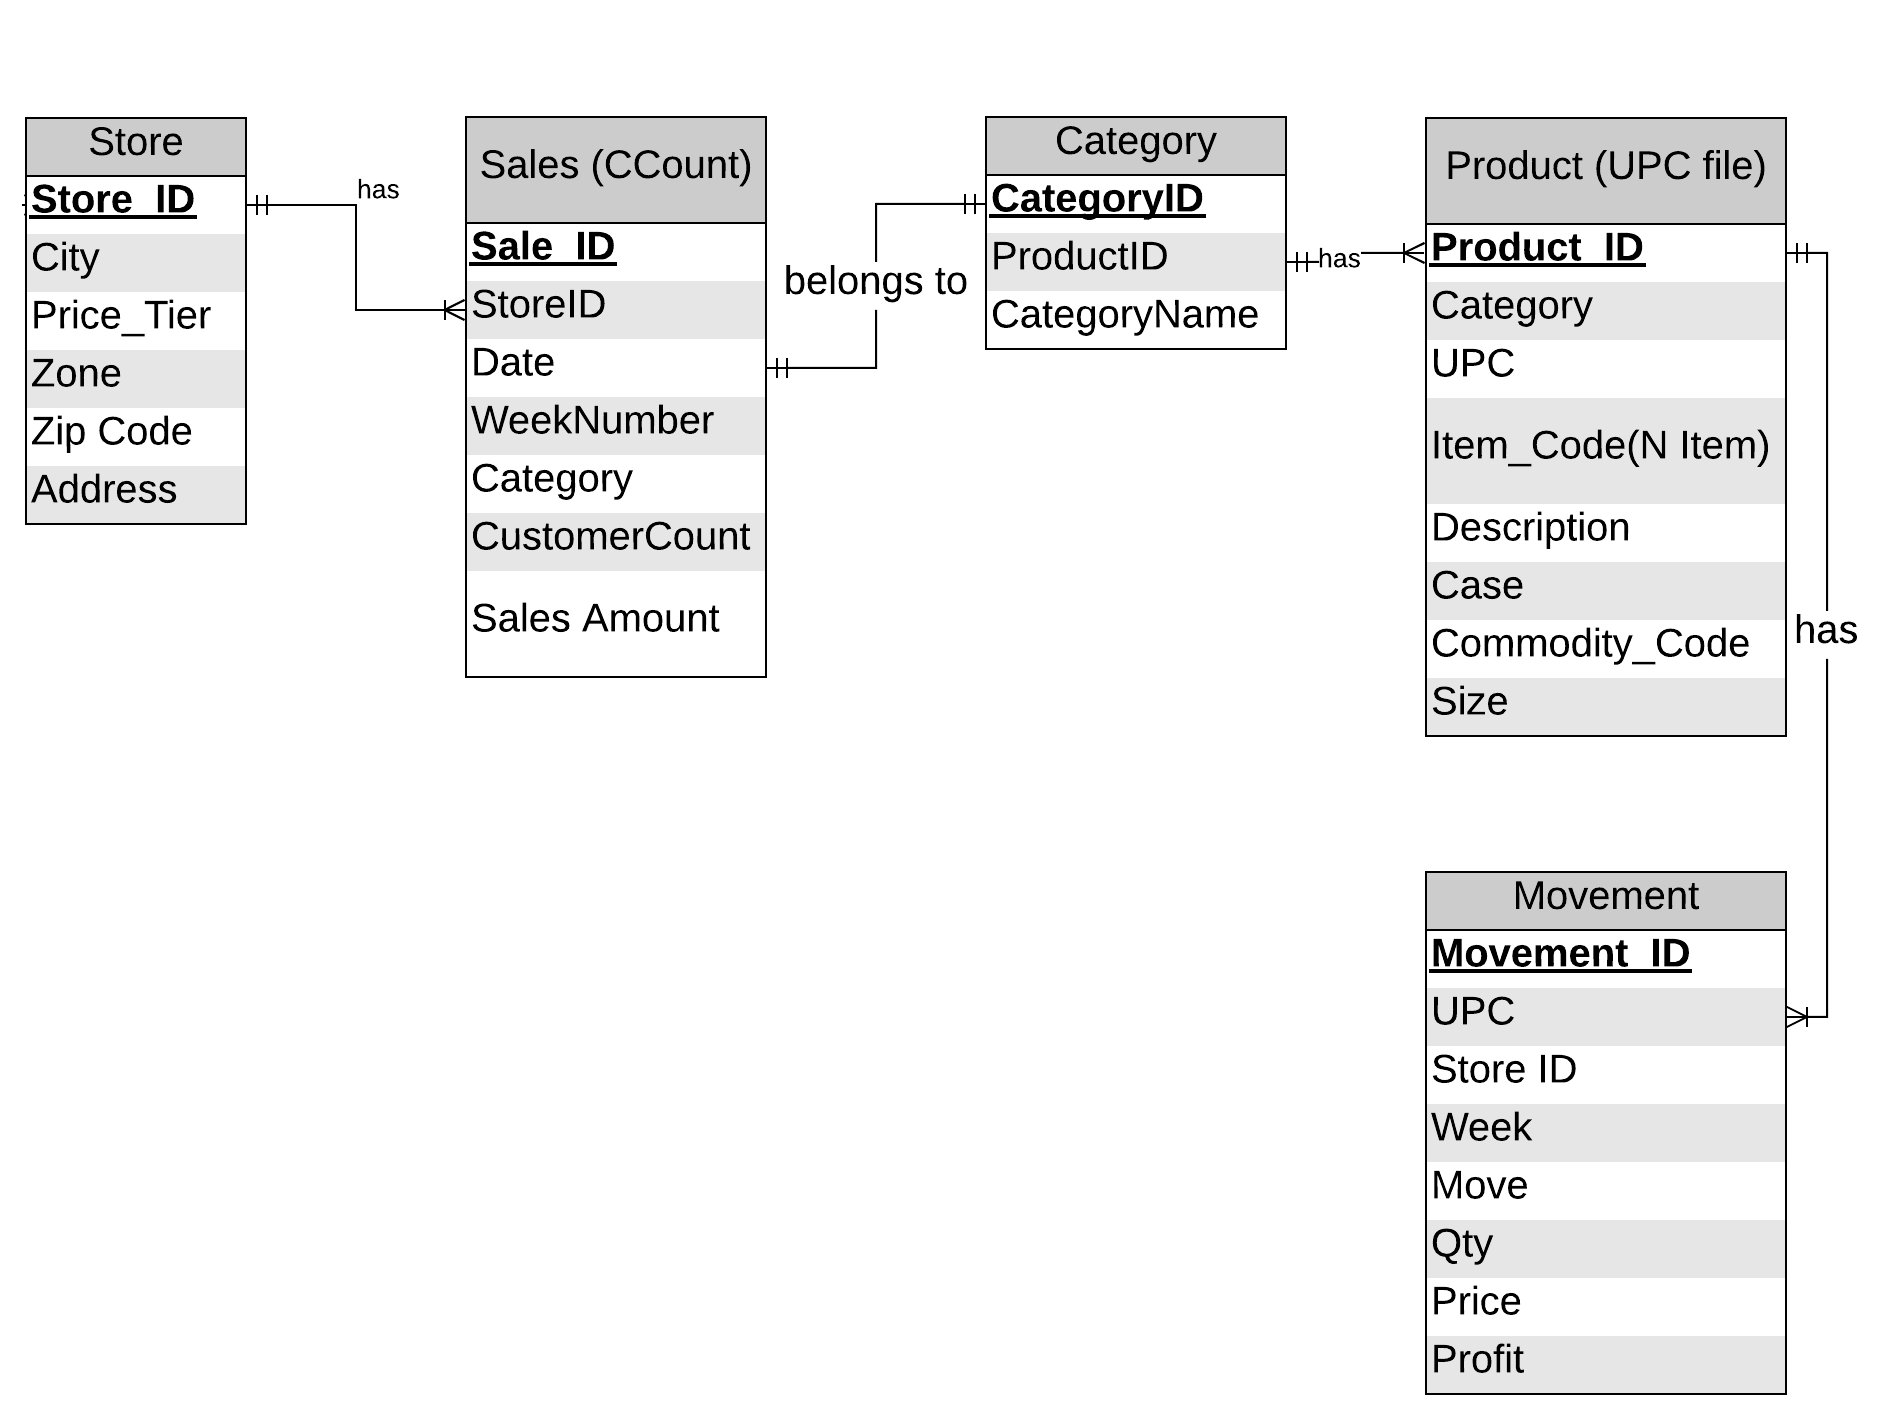 Store
Store_ID
City
Price_Tier
Zone
Zip Code
Address
has
Sales (CCount)
Sale_ID
StoreID
Date
WeekNumber
Category
CustomerCount
Sales Amount
belongs to
Category
CategoryID
ProductID
CategoryName
has
Product (UPC file)
Product_ID
Category
UPC
Item_Code(N Item)
Description
Case
Commodity_Code
Size
has
Movement
Movement_ID
UPC
Store ID
Week
Move
Qty
Price
Profit